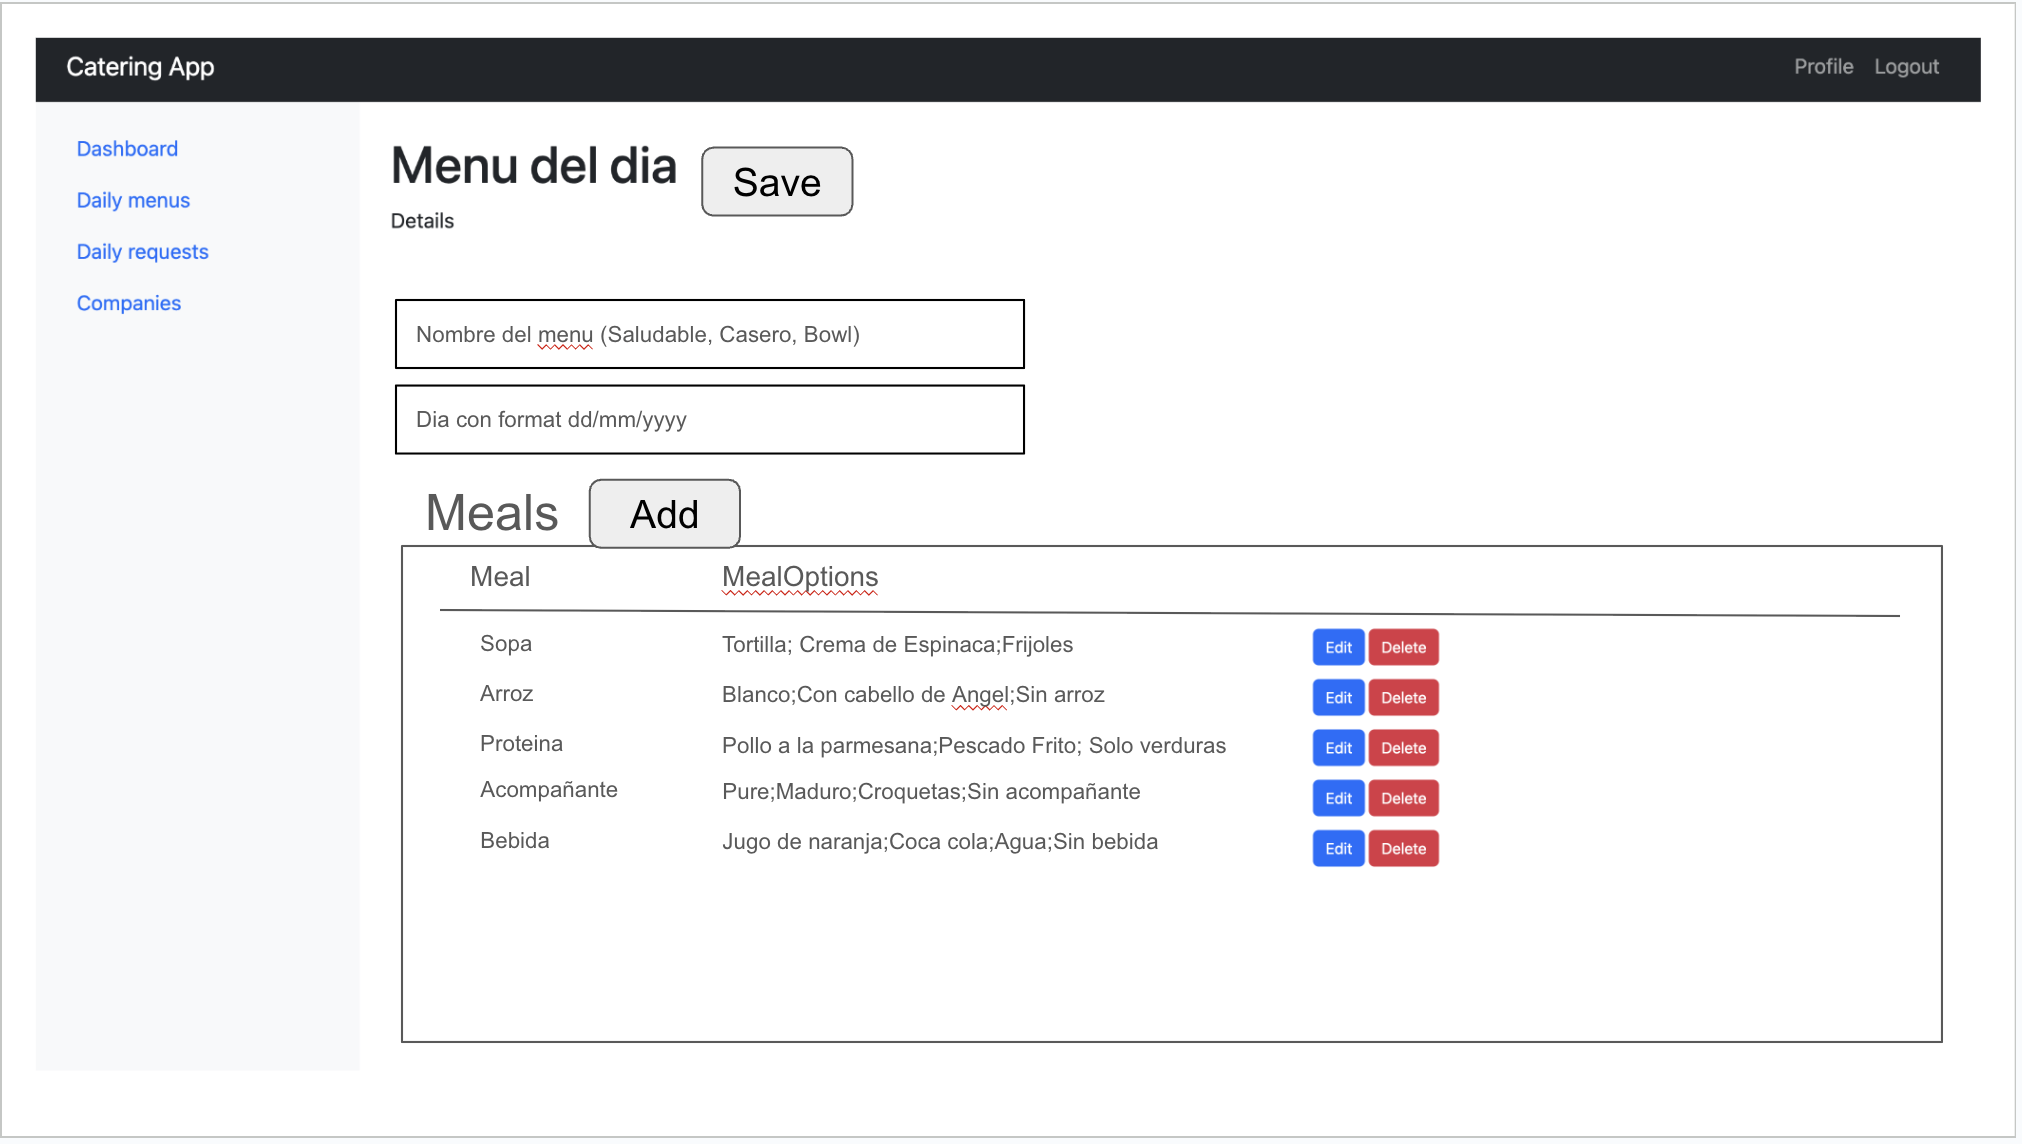 Catering App
Profile Logout
Dashboard
Daily menus
Daily requests
Companies
Menu del dia
Save
Details
Nombre del menu (Saludable, Casero, Bowl)
Dia con format dd/mm/yyyy
Meals
Add
Meal MealOptions
Sopa Tortilla; Crema de Espinaca;Frijoles Edit Delete
Arroz Blanco;Con cabello de Angel;Sin arroz Edit Delete
Proteina Pollo a la parmesana;Pescado Frito; Solo verduras Edit Delete
Acompañante Pure;Maduro;Croquetas;Sin acompañante Edit Delete
Bebida Jugo de naranja;Coca cola;Agua;Sin bebida Edit Delete